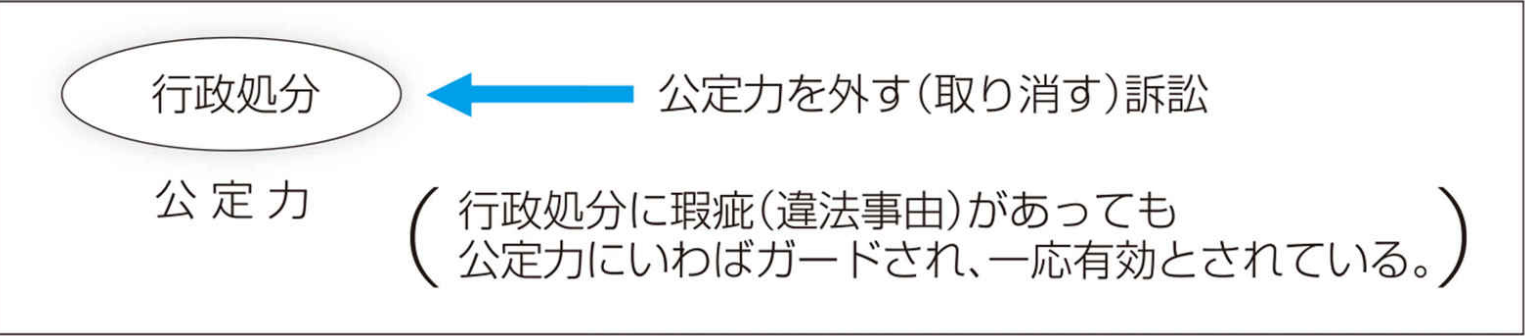 行政処分
公定力を外す(取り消す)訴訟
公定力
(行政処分に瑕疵(違法事由)があっても
公定力にいわばガードされ、一応有効とされている。)